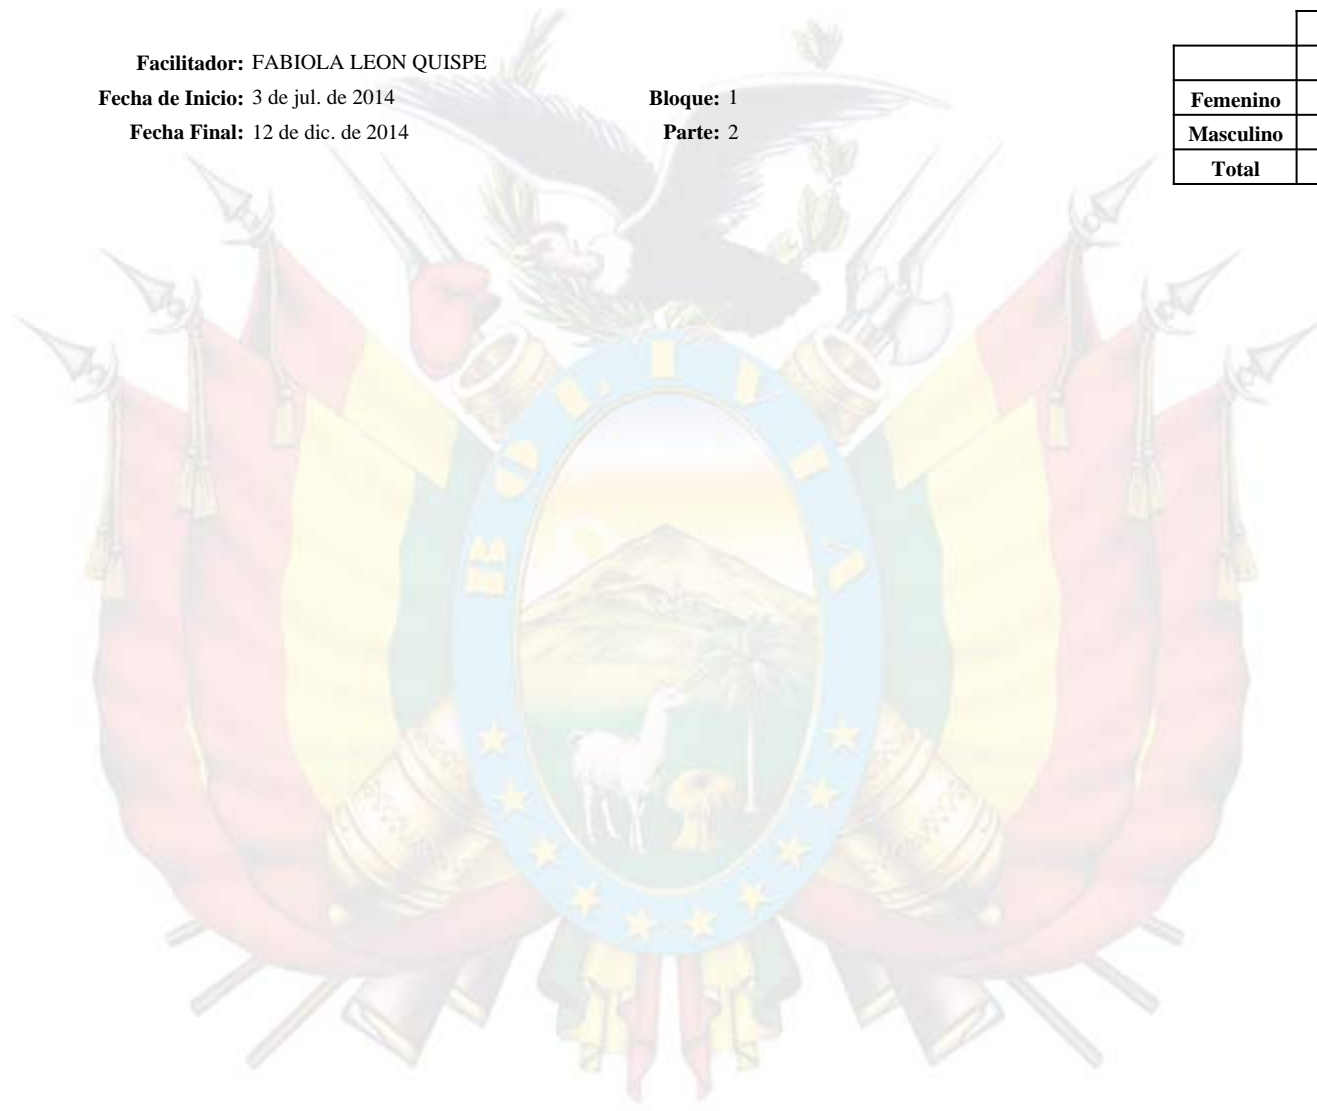 Facilitador: FABIOLA LEON QUISPE
Fecha de Inicio: 3 de jul. de 2014 Bloque: 1
Fecha Final: 12 de dic. de 2014 Parte: 2
Femenino
Masculino
Total
BOLIVIA